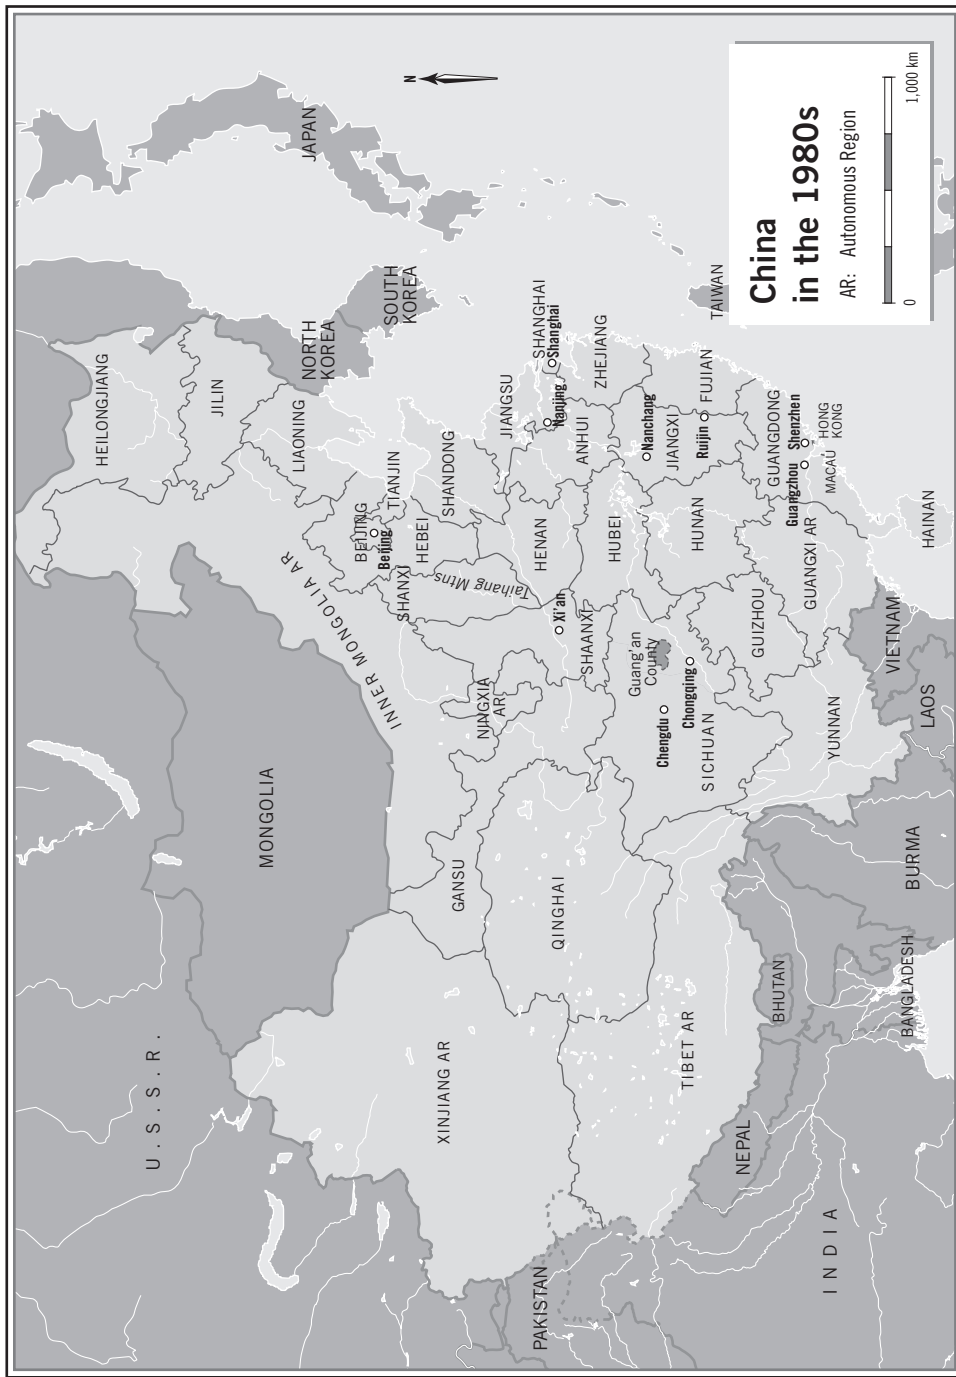 China
in the 1980s
AR: Autonomous Region
0
1,000 km
N
U.S.S.R.
MONGOLIA
HEILONGJIANG
JILIN
LIAONING
NORTH
KOREA
SOUTH
KOREA
JAPAN
INNER MONGOLIA AR
BEIJING
Beijing
TIANJIN
HEBEI
SHANXI
Taihang Mtns
SHANDONG
XINJIANG AR
GANSU
NINGXIA
AR
QINGHAI
Xi'an
SHAANXI
HENAN
JIANGSU
ANHUI
Nanjing
SHANGHAI
Shanghai
HUBEI
ZHEJIANG
TIBET AR
SICHUAN
Chengdu
Chongqing
Guang'an
County
GUIZHOU
HUNAN
Nanchang
JIANGXI
Ruijin
FUJIAN
TAIWAN
YUNNAN
GUANGXI AR
GUANGDONG
Guangzhou
Shenzhen
MACAU
HONG
KONG
HAINAN
PAKISTAN
INDIA
NEPAL
BHUTAN
BANGLADESH
BURMA
LAOS
VIETNAM